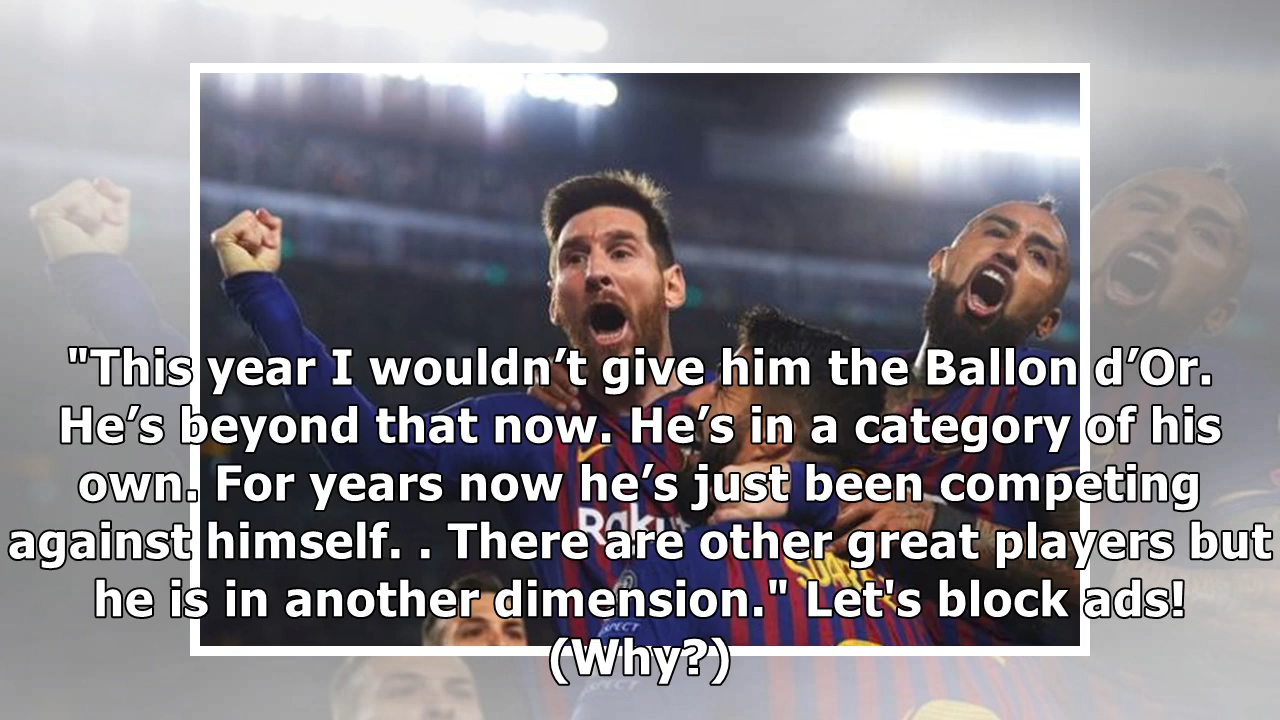 "This year I wouldn’t give him the Ballon d’Or.
He’s beyond that now. He’s in a category of his
own. For years now he’s just been competing
against himself. . There are other great players but
he is in another dimension." Let's block ads!
(Why?)
Rakut
RESPECT